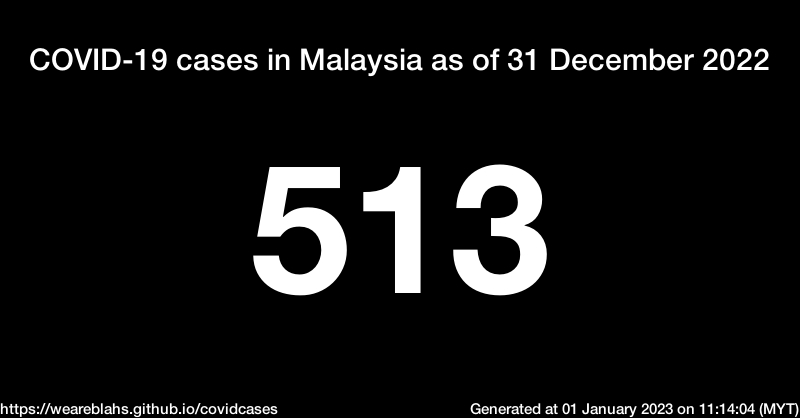 COVID-19 cases in Malaysia as of 31 December 2022
513
https://weareblahs.github.io/covidcases
Generated at 01 January 2023 on 11:14:04 (MYT)